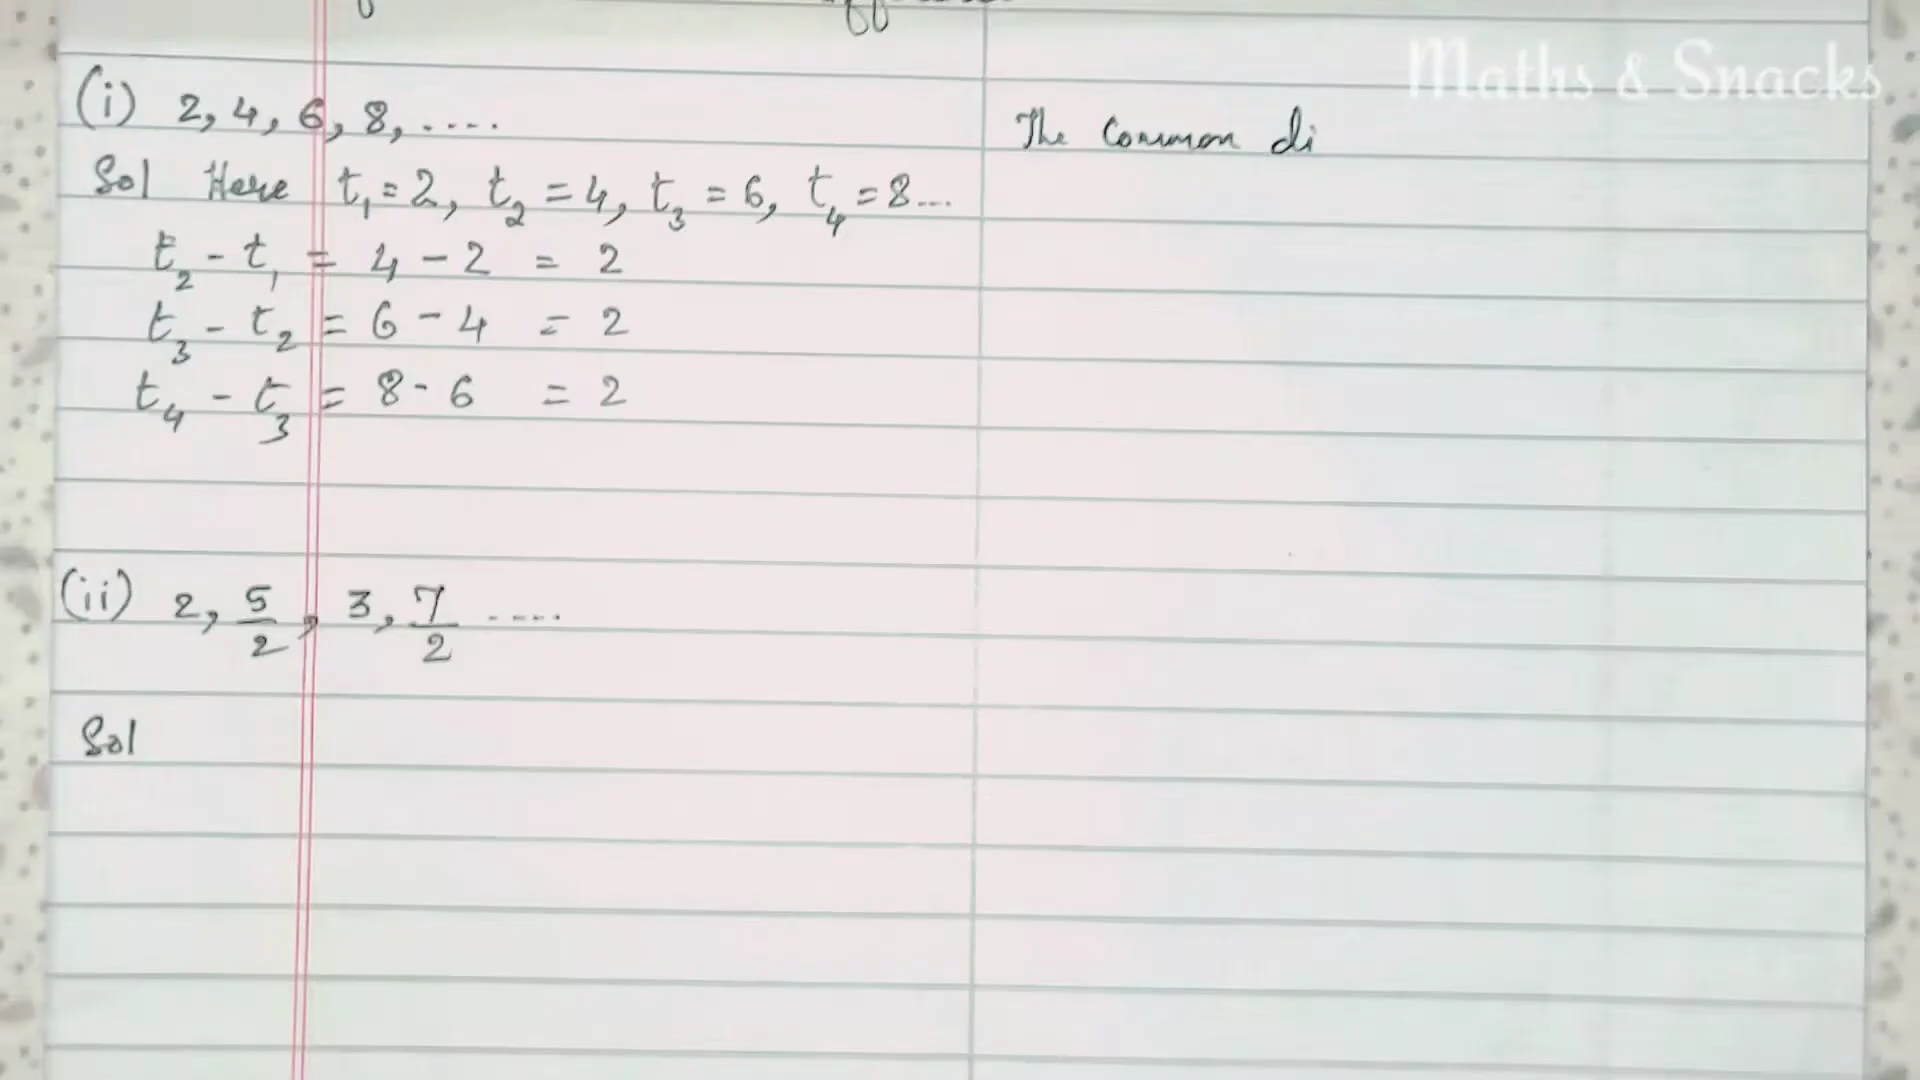 Maths & Snacks
(i) 2, 4, 6, 8, ....
Sol Here t₁ = 2, t₂ = 4, t₃ = 6, t₄ = 8...
t₂ - t₁ = 4 - 2 = 2
t₃ - t₂ = 6 - 4 = 2
t₄ - t₃ = 8 - 6 = 2
The Common di
(ii) 2, 5/2, 3, 7/2 ....
Sol